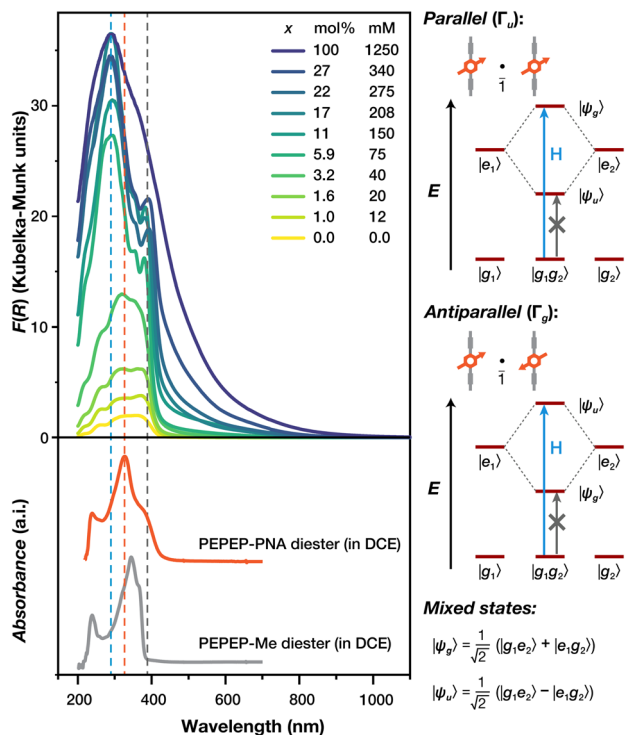 x mol% mM
100 1250
27 340
22 275
17 208
11 150
5.9 75
3.2 40
1.6 20
1.0 12
0.0 0.0
30
20
10
0
F(R) (Kubelka-Munk units)
Absorbance (a.i.)
PEPEP-PNA diester (in DCE)
PEPEP-Me diester (in DCE)
200 400 600 800 1000
Wavelength (nm)
Parallel (Γᵤ):
1̅
E
|ψg⟩
H
|e₁⟩ |e₂⟩
|ψu⟩
|g₁⟩ |g₁g₂⟩ |g₂⟩
Antiparallel (Γg):
1̅
E
|ψu⟩
H
|e₁⟩ |e₂⟩
|ψg⟩
|g₁⟩ |g₁g₂⟩ |g₂⟩
Mixed states:
|ψg⟩ = 1/√2 (|g₁e₂⟩ + |e₁g₂⟩)
|ψu⟩ = 1/√2 (|g₁e₂⟩ − |e₁g₂⟩)